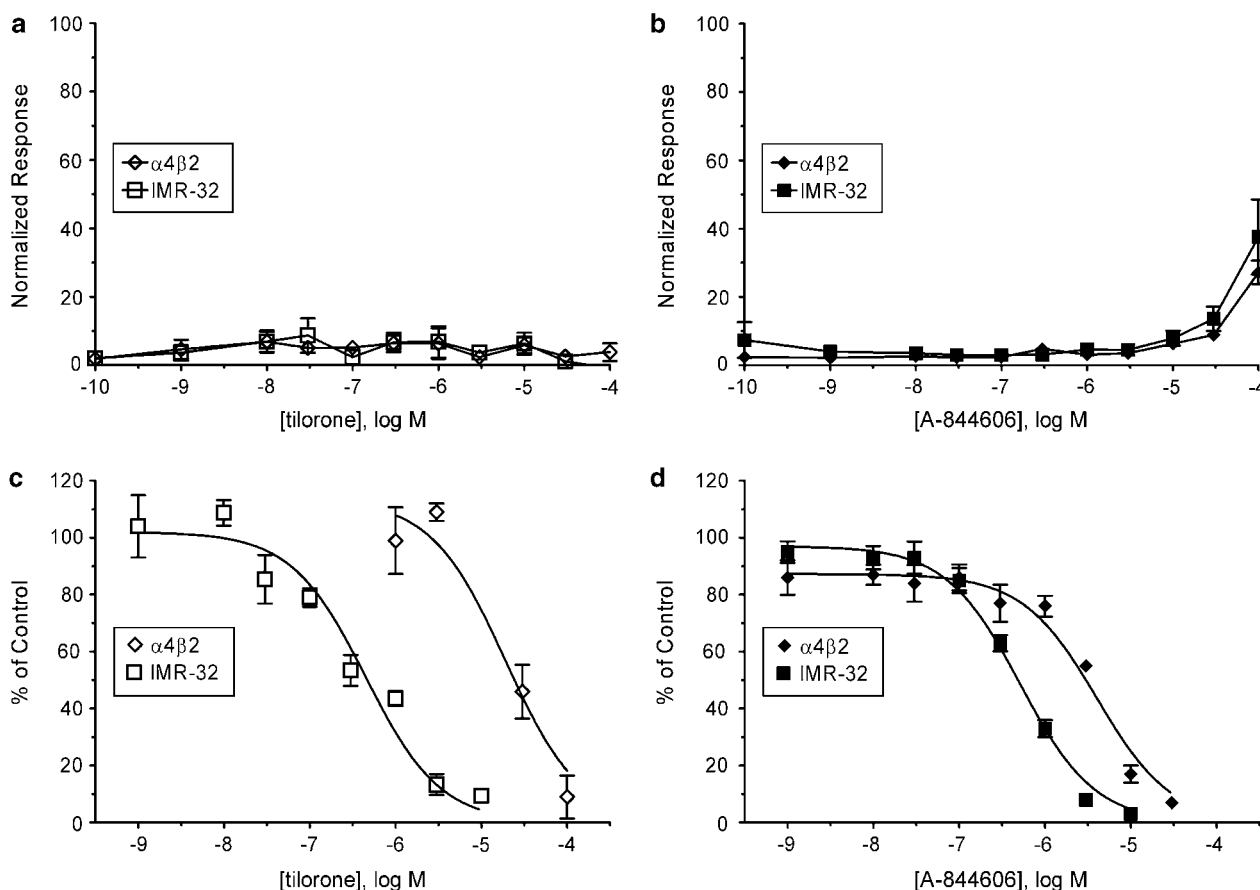 a
Normalized Response
100
80
60
40
20
0
α4β2
IMR-32
-10 -9 -8 -7 -6 -5 -4
[tilorone], log M
b
Normalized Response
100
80
60
40
20
0
α4β2
IMR-32
-10 -9 -8 -7 -6 -5 -4
[A-844606], log M
c
% of Control
120
100
80
60
40
20
0
α4β2
IMR-32
-9 -8 -7 -6 -5 -4
[tilorone], log M
d
% of Control
120
100
80
60
40
20
0
α4β2
IMR-32
-9 -8 -7 -6 -5 -4
[A-844606], log M